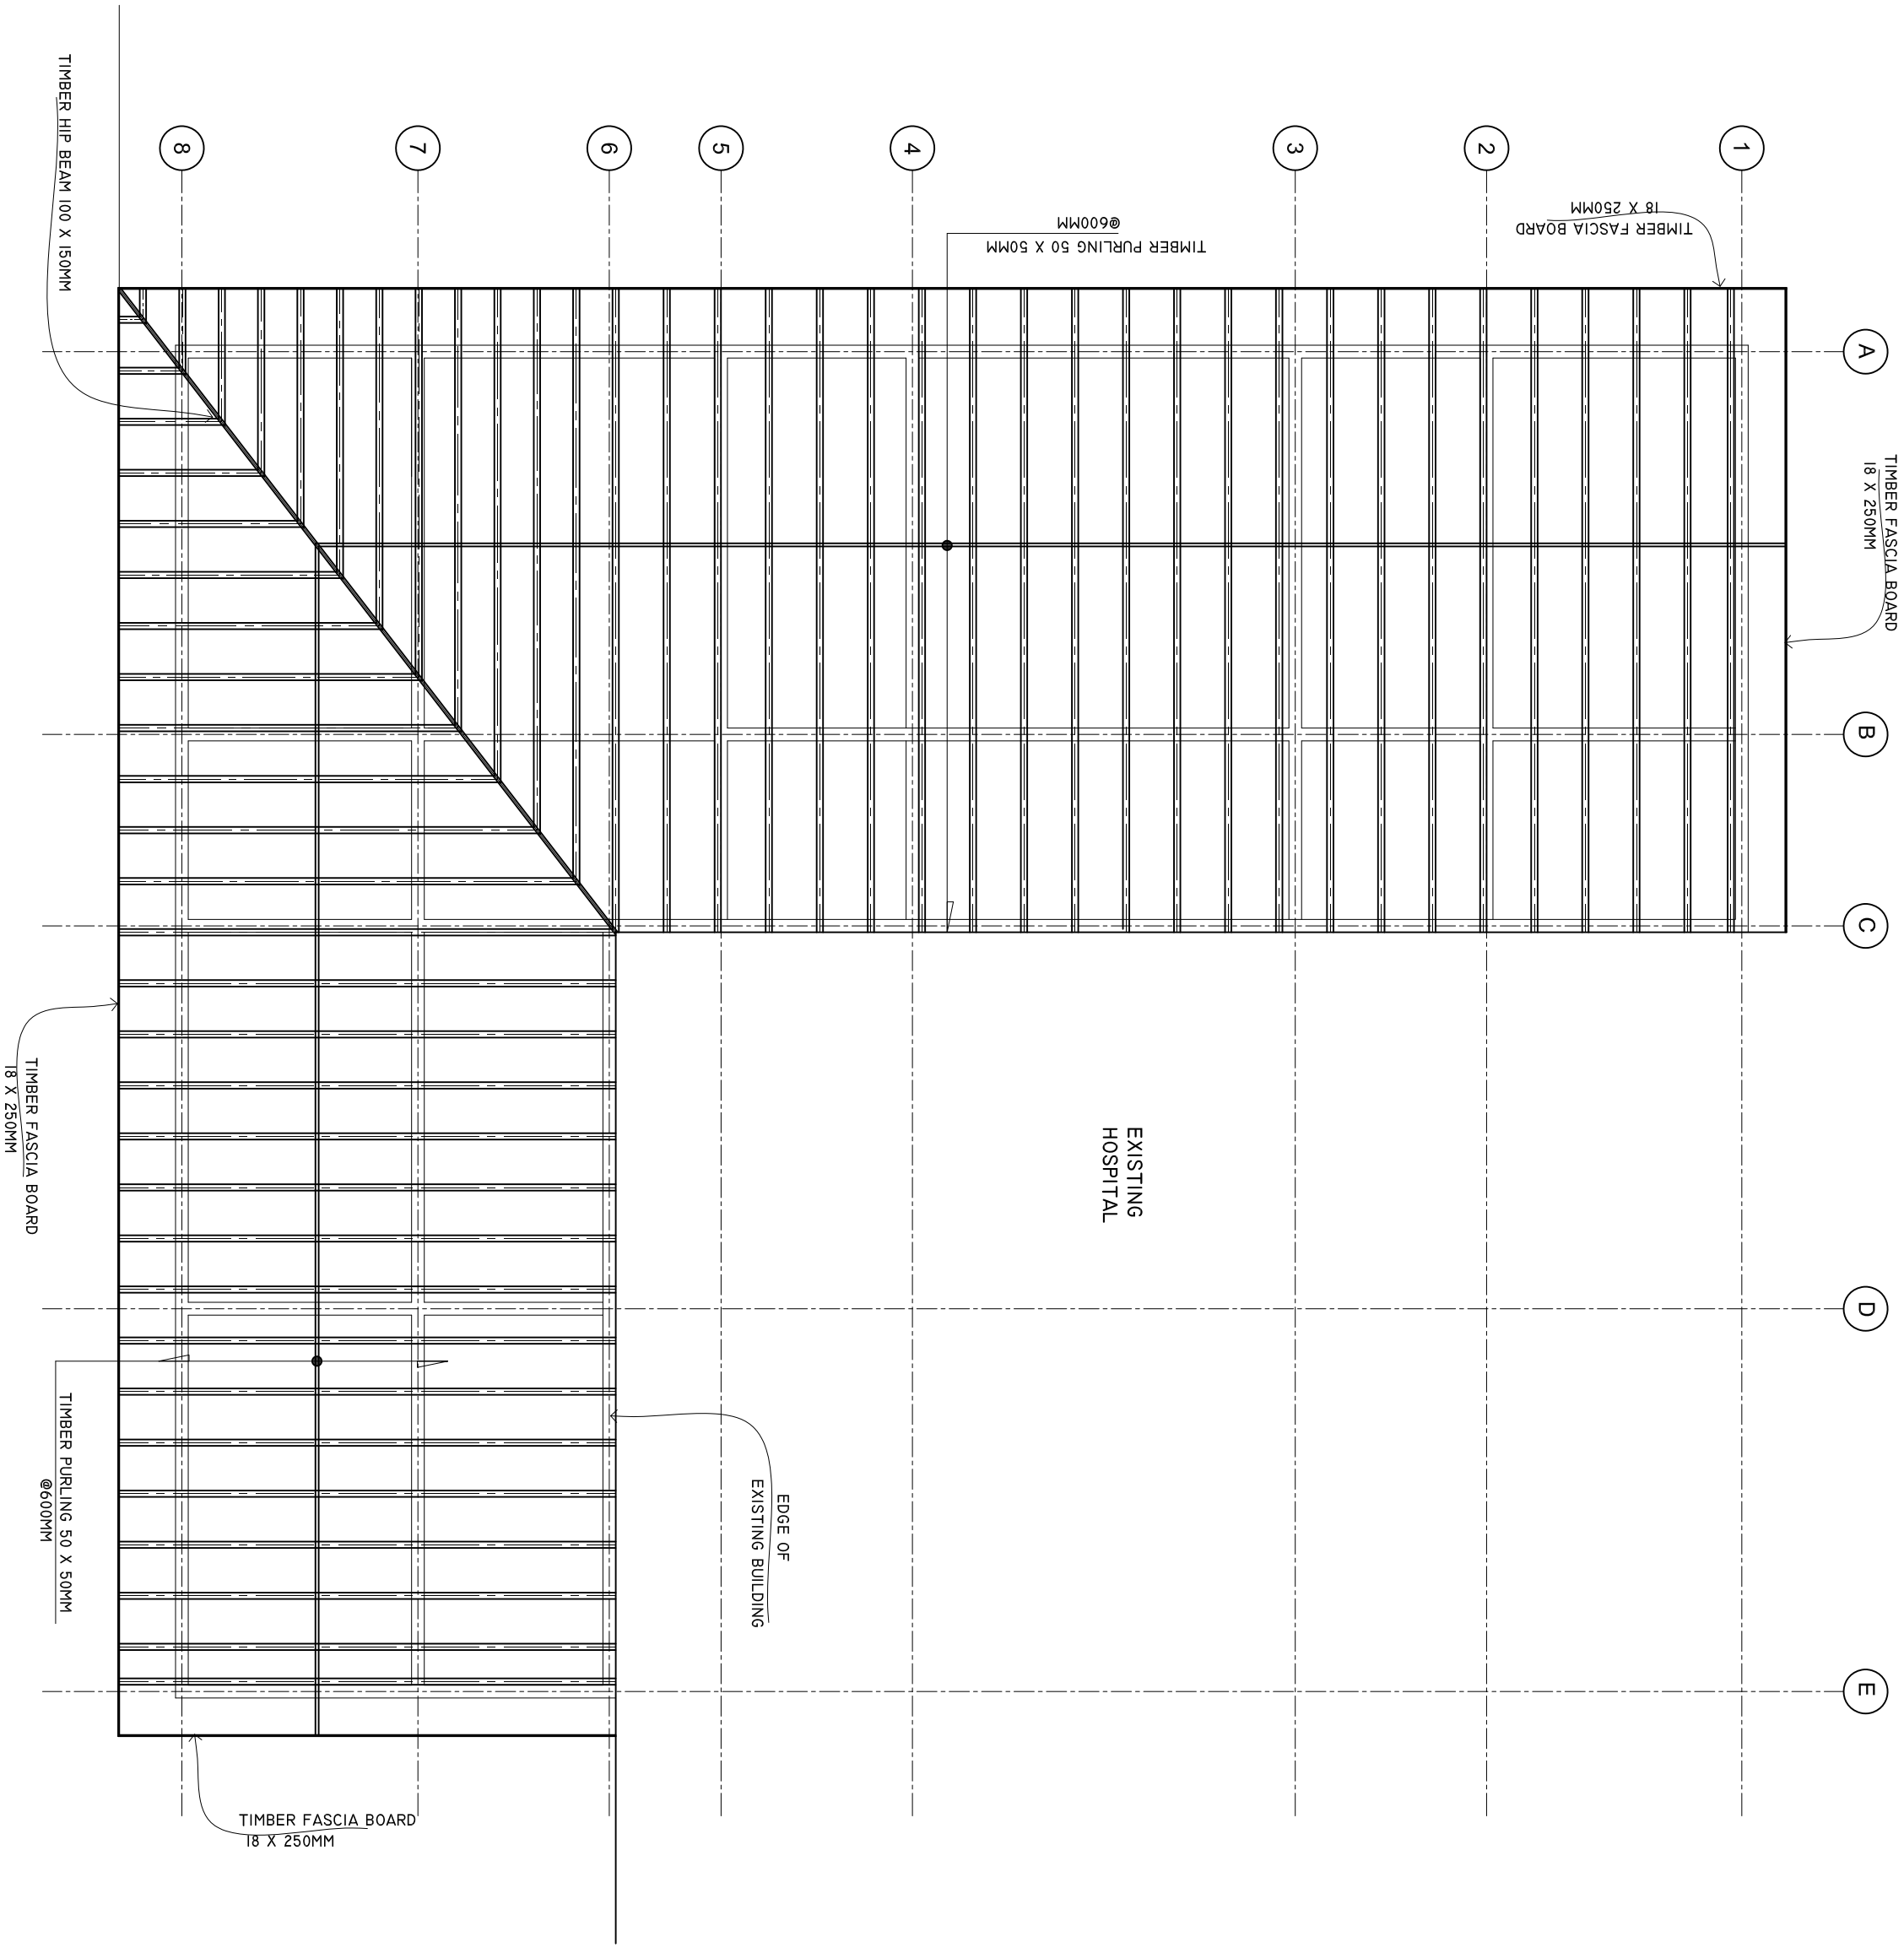 TIMBER HIP BEAM 100 X 150MM
8
7
6
5
4
3
2
1
TIMBER PURLING 50 X 50MM
@600MM
TIMBER FASCIA BOARD
18 X 250MM
A
B
C
D
E
TIMBER FASCIA BOARD
18 X 250MM
TIMBER FASCIA BOARD
18 X 250MM
EXISTING
HOSPITAL
EDGE OF
EXISTING BUILDING
TIMBER PURLING 50 X 50MM
@600MM
TIMBER FASCIA BOARD
18 X 250MM